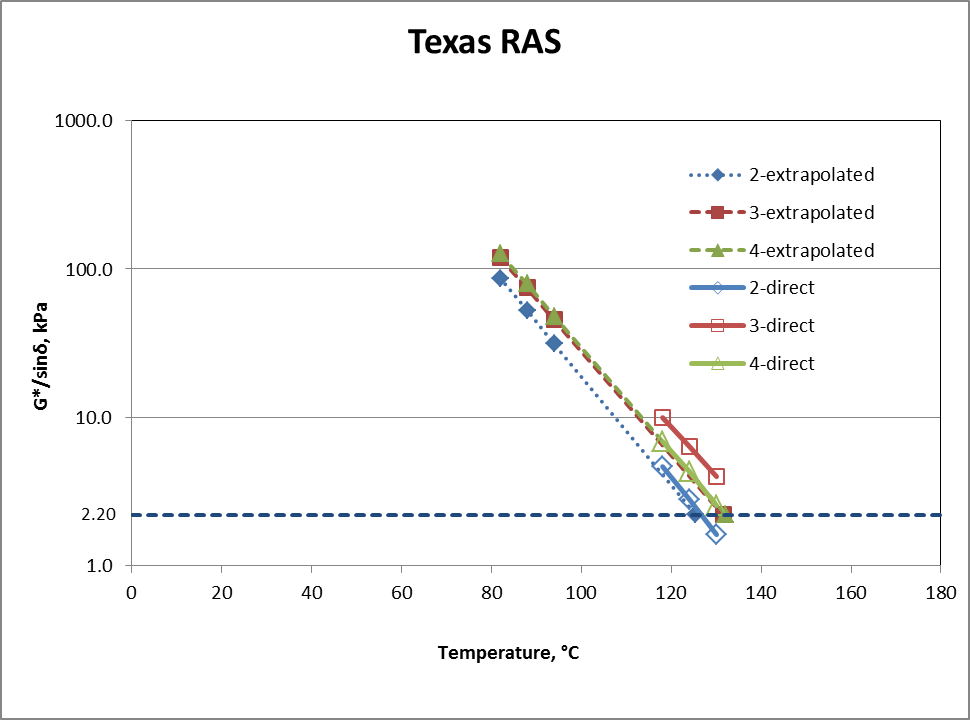 Texas RAS
1000.0
100.0
10.0
2.20
1.0
G*/sinδ, kPa
0 20 40 60 80 100 120 140 160 180
Temperature, °C
2-extrapolated
3-extrapolated
4-extrapolated
2-direct
3-direct
4-direct